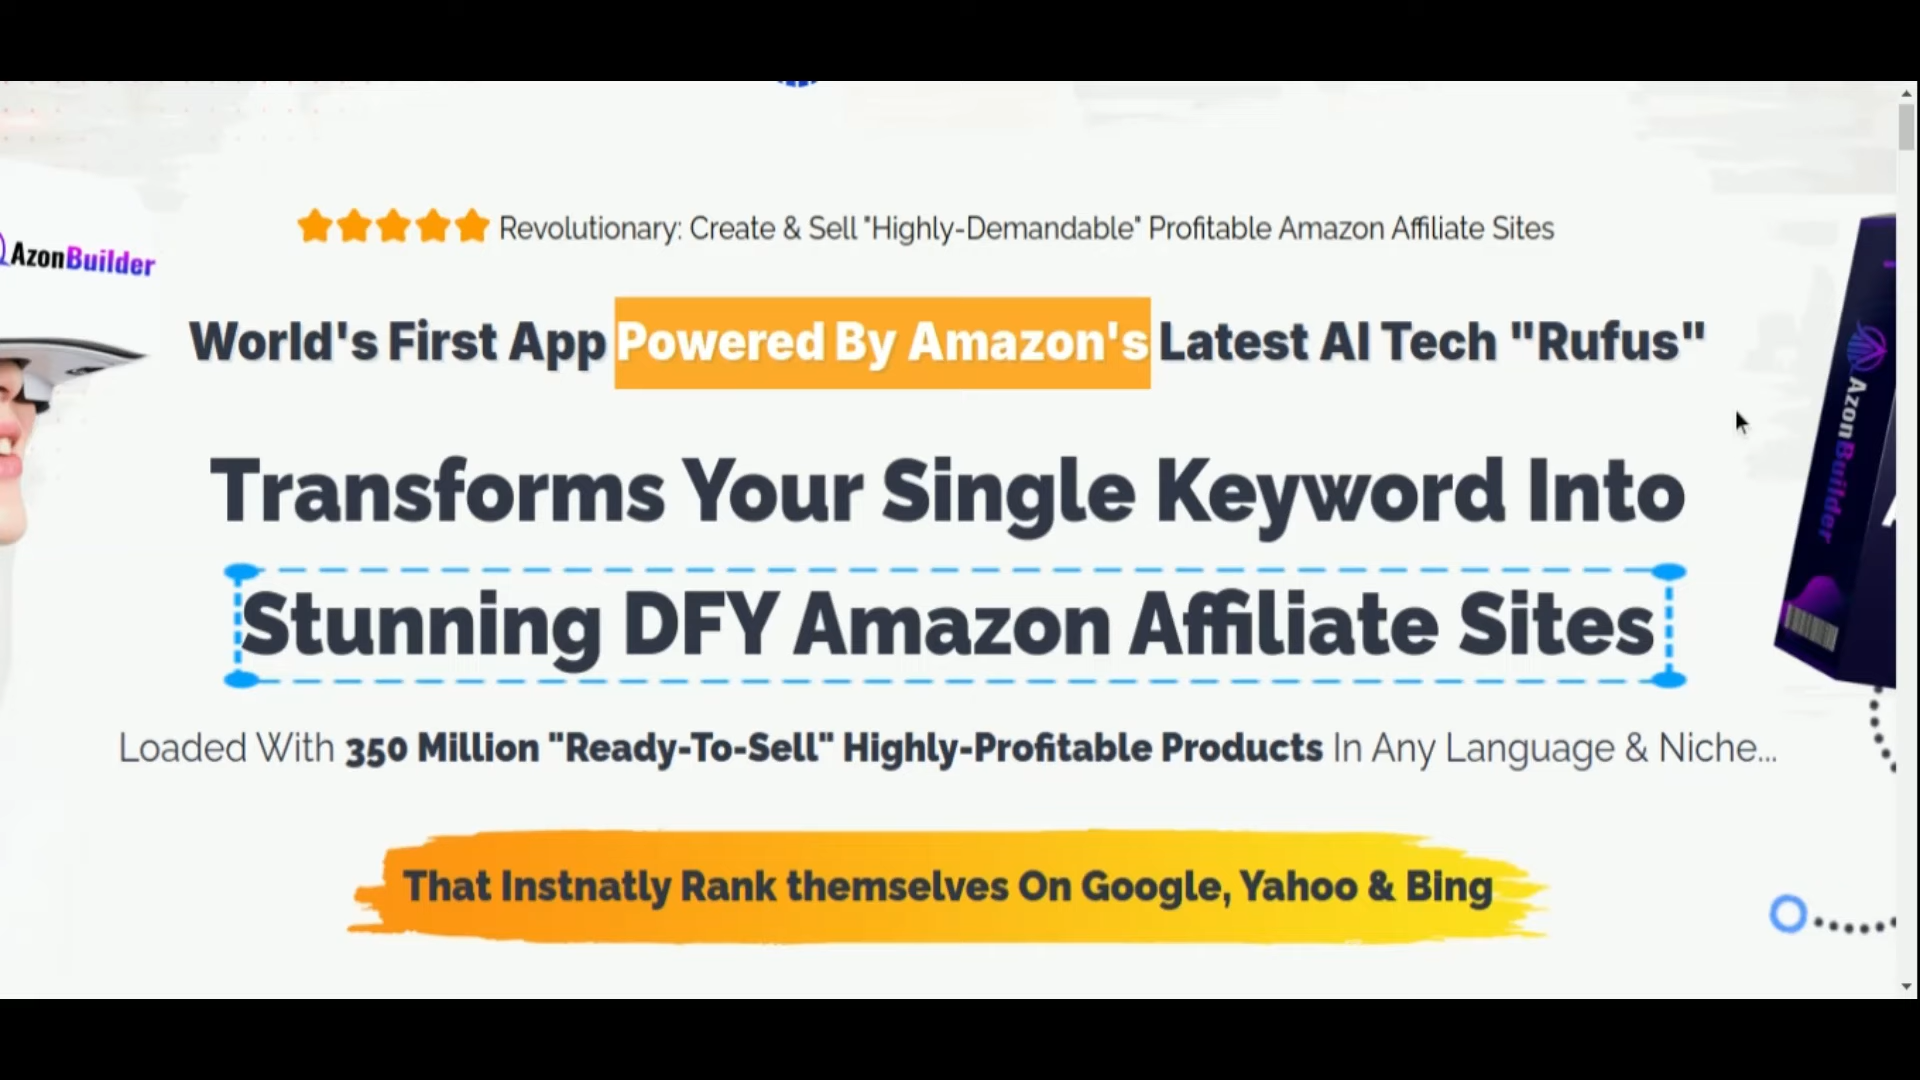 Revolutionary: Create & Sell "Highly-Demandable" Profitable Amazon Affiliate Sites
AzonBuilder
World's First App Powered By Amazon's Latest AI Tech "Rufus"
AzonBuilder
Transforms Your Single Keyword Into
Stunning DFY Amazon Affiliate Sites
Loaded With 350 Million "Ready-To-Sell" Highly-Profitable Products In Any Language & Niche...
That Instnatly Rank themselves On Google, Yahoo & Bing